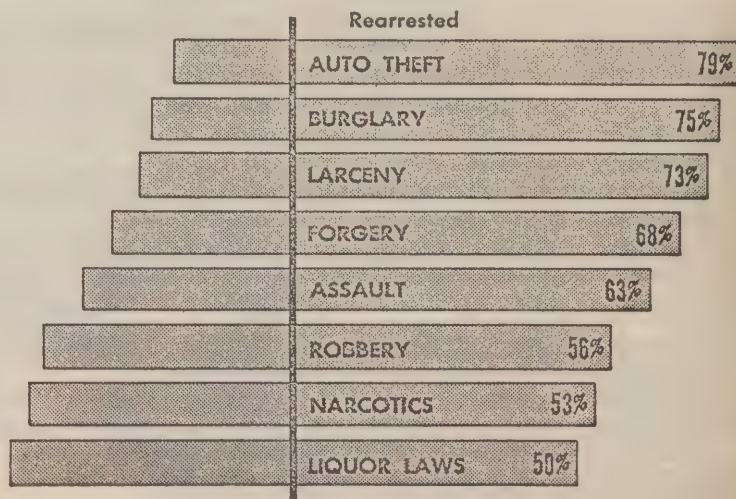 Rearrested
AUTO THEFT 79%
BURGLARY 75%
LARCENY 73%
FORGERY 68%
ASSAULT 63%
ROBBERY 56%
NARCOTICS 53%
LIQUOR LAWS 50%